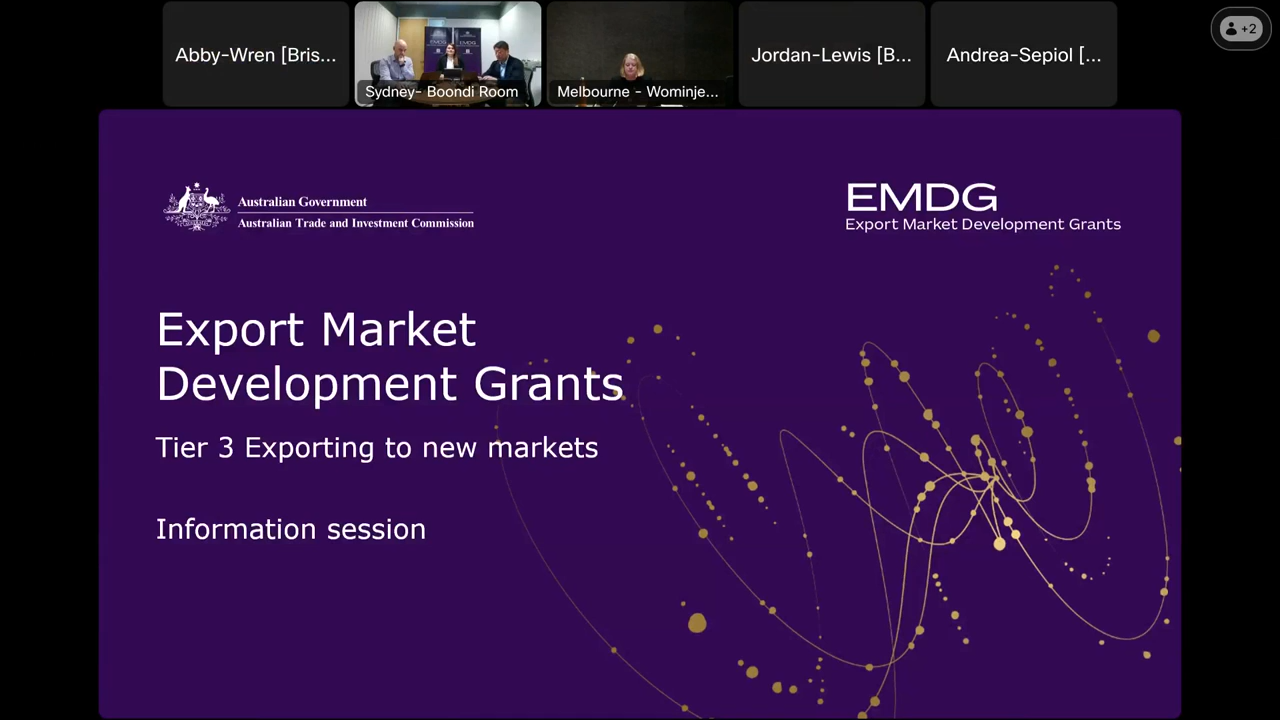 Abby-Wren [Bris...
Sydney- Boondi Room
Melbourne - Wominje...
Jordan-Lewis [B...
Andrea-Sepiol [...
+2
Australian Government
Australian Trade and Investment Commission
EMDG
Export Market Development Grants
Export Market
Development Grants
Tier 3 Exporting to new markets
Information session